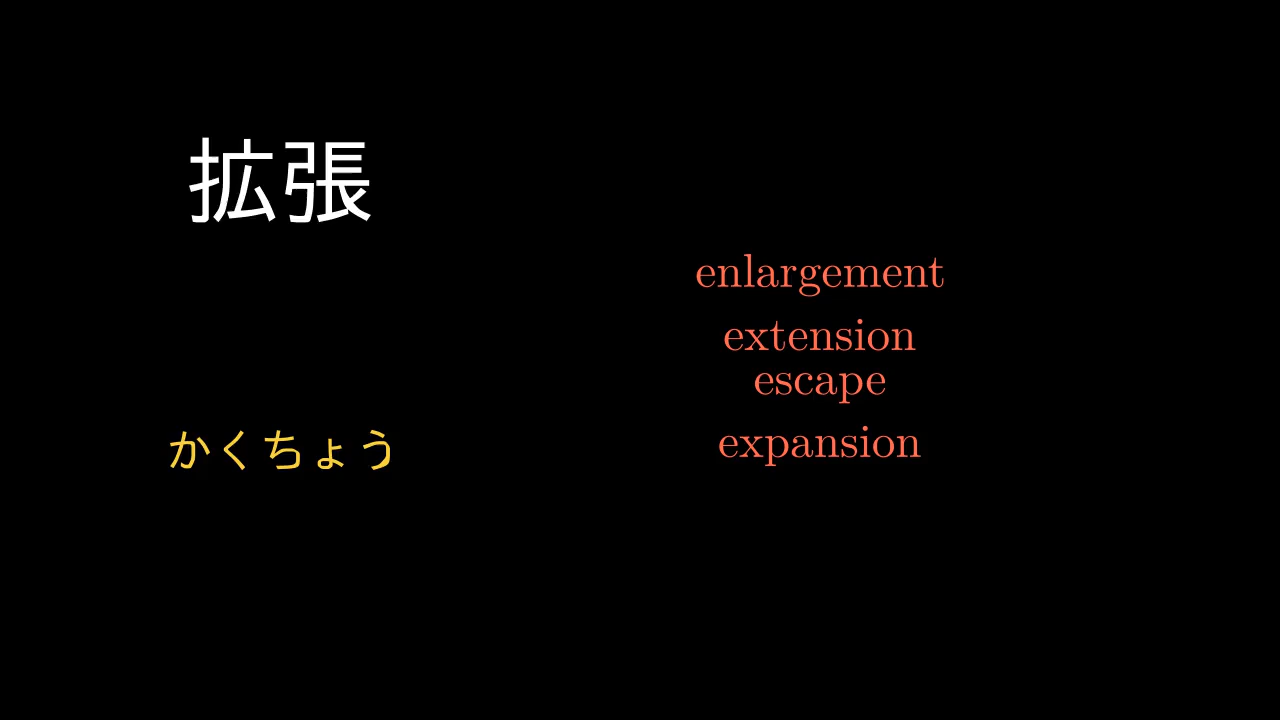 拡張
かくちょう
enlargement
extension
escape
expansion